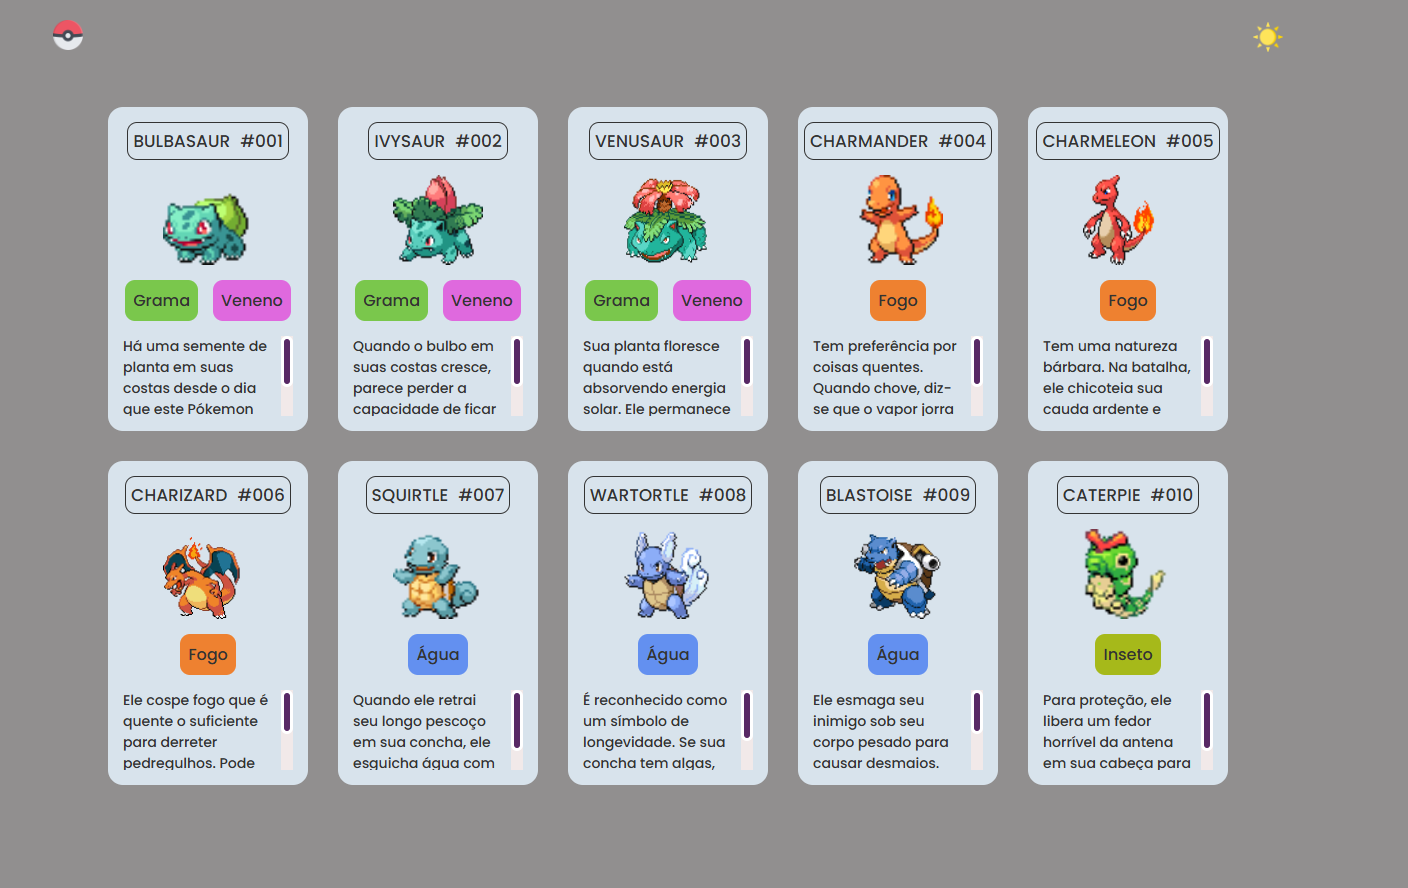 BULBASAUR #001
Grama Veneno
Há uma semente de
planta em suas
costas desde o dia
que este Pókemon
IVYSAUR #002
Grama Veneno
Quando o bulbo em
suas costas cresce,
parece perder a
capacidade de ficar
VENUSAUR #003
Grama Veneno
Sua planta floresce
quando está
absorvendo energia
solar. Ele permanece
CHARMANDER #004
Fogo
Tem preferência por
coisas quentes.
Quando chove, diz-
se que o vapor jorra
CHARMELEON #005
Fogo
Tem uma natureza
bárbara. Na batalha,
ele chicoteia sua
cauda ardente e
CHARIZARD #006
Fogo
Ele cospe fogo que é
quente o suficiente
para derreter
pedregulhos. Pode
SQUIRTLE #007
Água
Quando ele retrai
seu longo pescoço
em sua concha, ele
esguicha água com
WARTORTLE #008
Água
É reconhecido como
um símbolo de
longevidade. Se sua
concha tem algas,
BLASTOISE #009
Água
Ele esmaga seu
inimigo sob seu
corpo pesado para
causar desmaios.
CATERPIE #010
Inseto
Para proteção, ele
libera um fedor
horrível da antena
em sua cabeça para